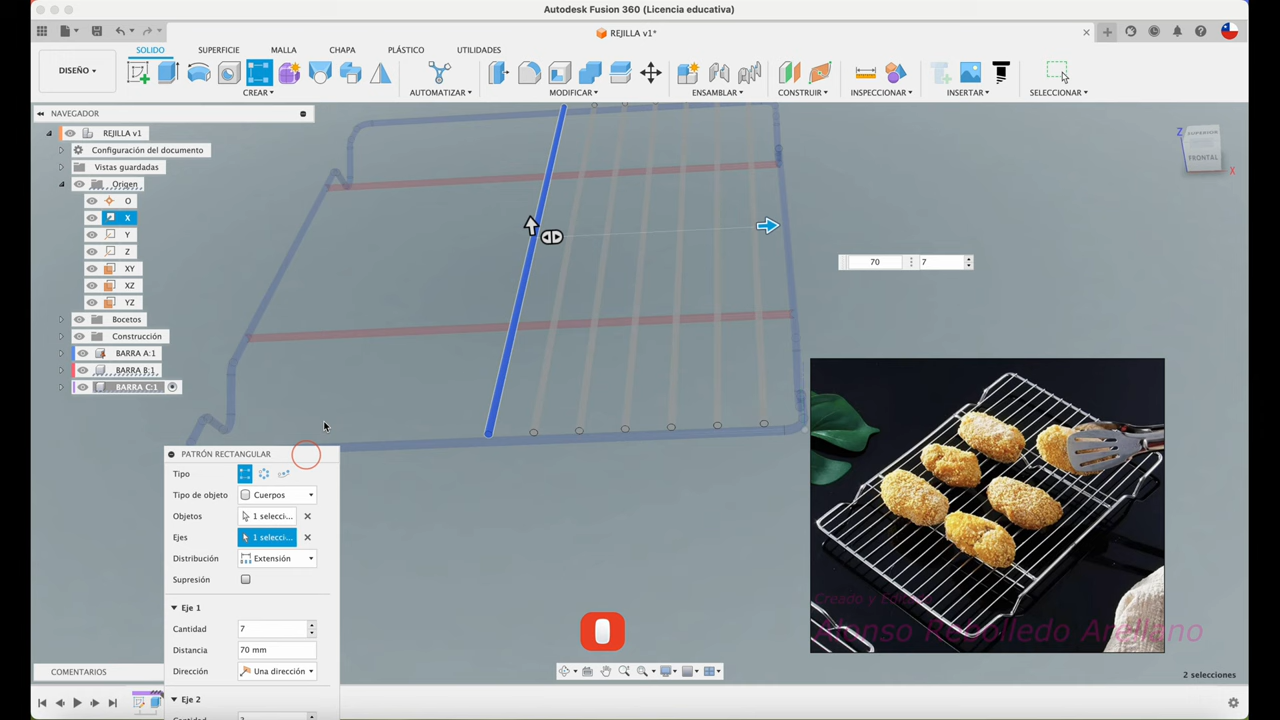 Autodesk Fusion 360 (Licencia educativa)
REJILLA v1*
SOLIDO SUPERFICIE MALLA CHAPA PLÁSTICO UTILIDADES
DISEÑO
CREAR AUTOMATIZAR MODIFICAR ENSAMBLAR CONSTRUIR INSPECCIONAR INSERTAR SELECCIONAR
NAVEGADOR
REJILLA v1
Configuración del documento
Vistas guardadas
Origen
O
X
Y
Z
XY
XZ
YZ
Bocetos
Construcción
BARRA A:1
BARRA B:1
BARRA C:1
Z
SUPERIOR
FRONTAL
X
70 7
PATRÓN RECTANGULAR
Tipo
Tipo de objeto Cuerpos
Objetos 1 selecci...
Ejes 1 selecci...
Distribución Extensión
Supresión
Eje 1
Cantidad 7
Distancia 70 mm
Dirección Una dirección
Eje 2
Creado y Editado
Alonso Rebolledo Arellano
COMENTARIOS
2 selecciones